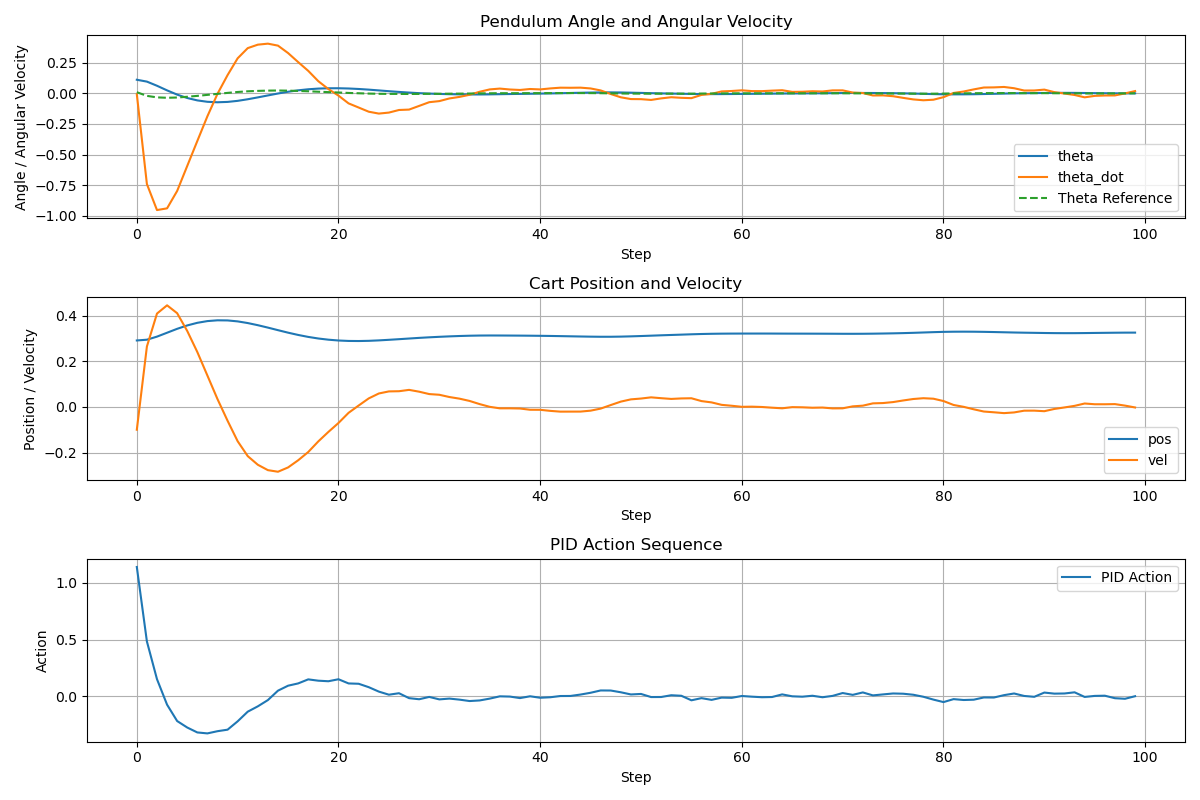 Pendulum Angle and Angular Velocity
Angle / Angular Velocity
0.25
0.00
−0.25
−0.50
−0.75
−1.00
theta
theta_dot
Theta Reference
0 20 40 60 80 100
Step
Cart Position and Velocity
Position / Velocity
0.4
0.2
0.0
−0.2
pos
vel
0 20 40 60 80 100
Step
PID Action Sequence
Action
1.0
0.5
0.0
PID Action
0 20 40 60 80 100
Step